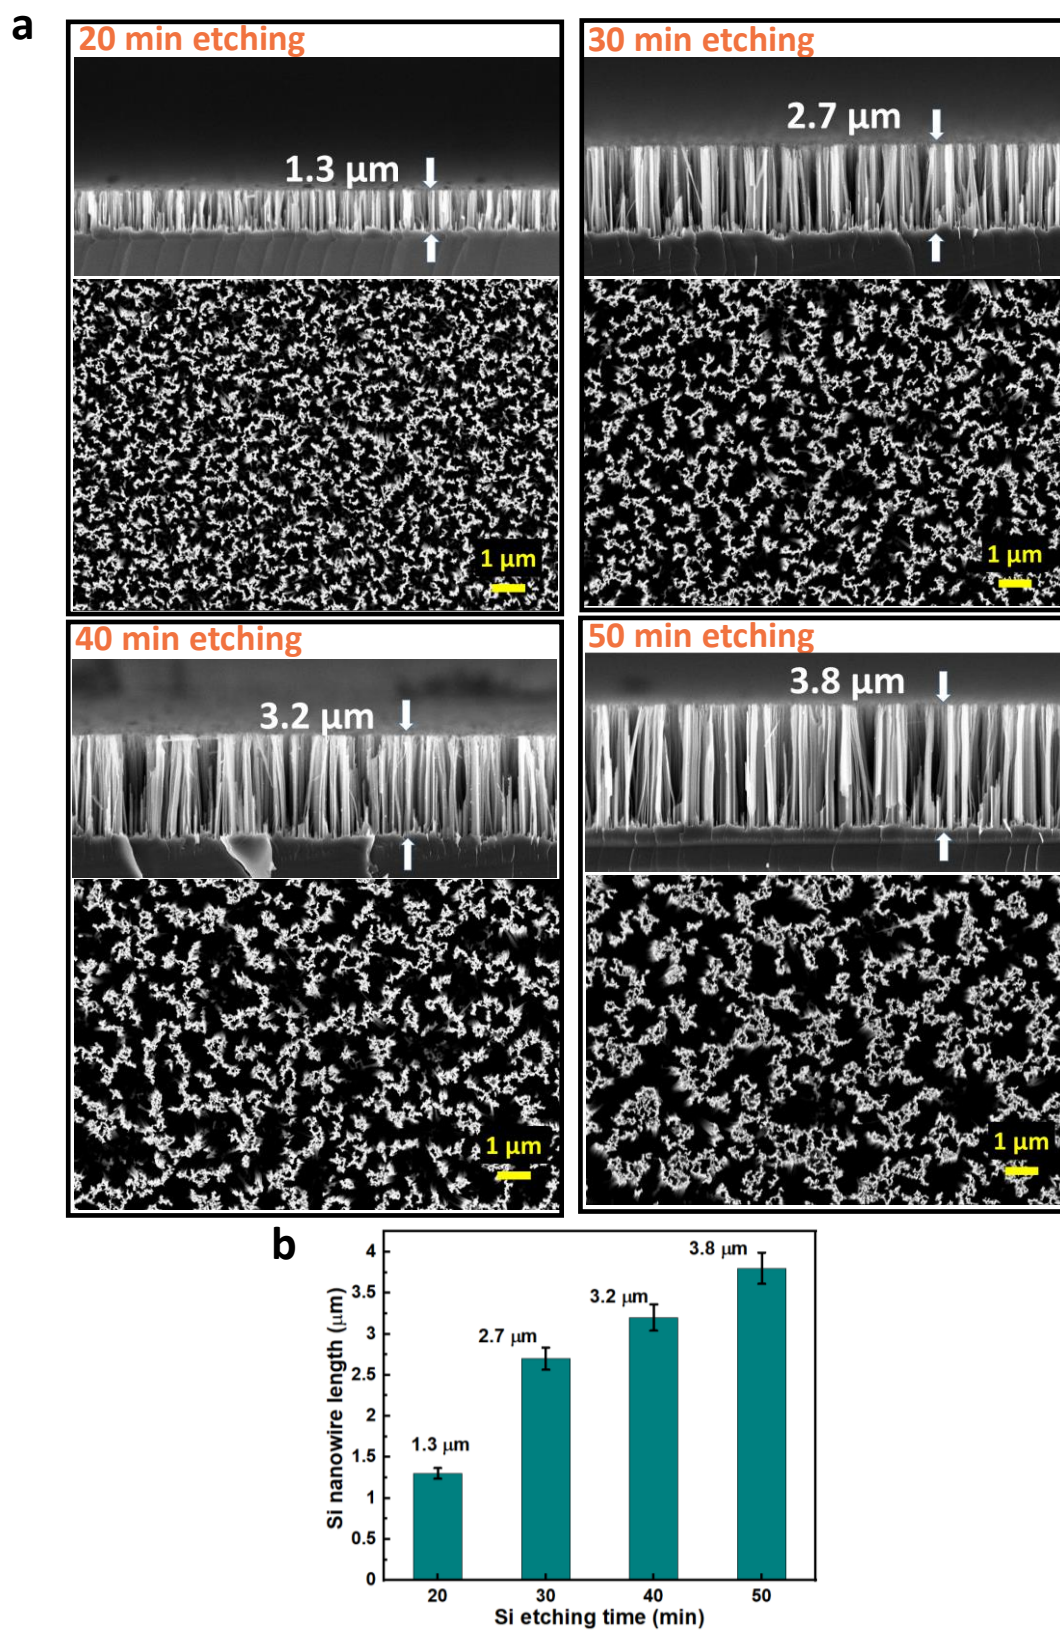 a
20 min etching
1.3 μm
1 μm
30 min etching
2.7 μm
1 μm
40 min etching
3.2 μm
1 μm
50 min etching
3.8 μm
1 μm
b
Si nanowire length (μm)
4
3.5
3
2.5
2
1.5
1
0.5
0
1.3 μm
2.7 μm
3.2 μm
3.8 μm
20
30
40
50
Si etching time (min)